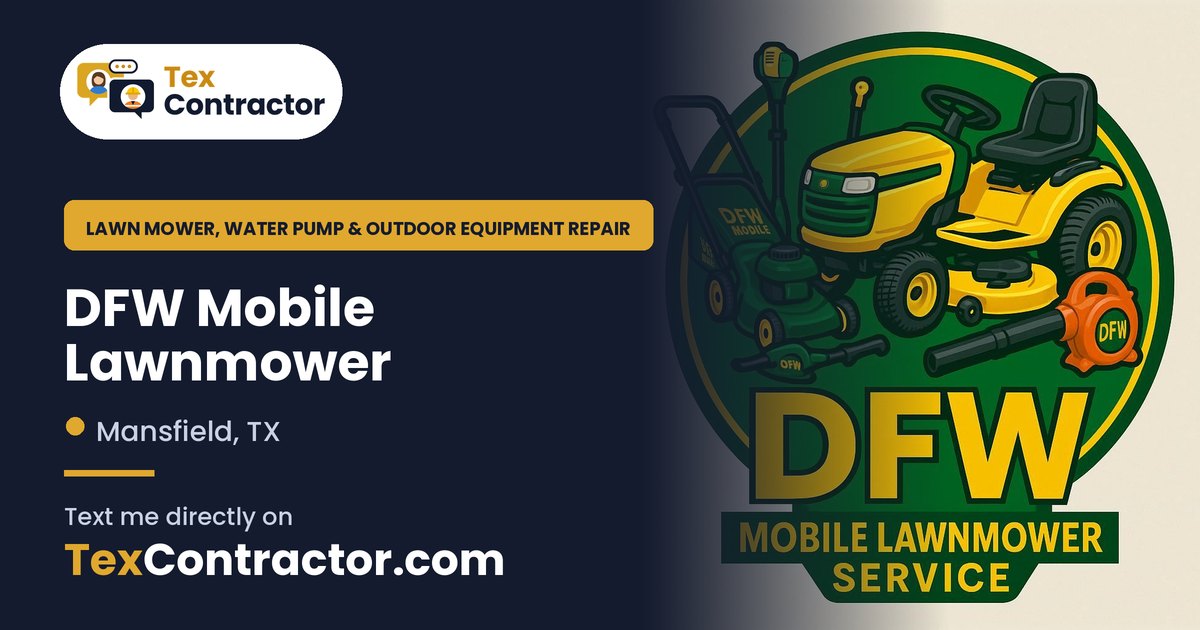 Tex
Contractor
LAWN MOWER, WATER PUMP & OUTDOOR EQUIPMENT REPAIR
DFW Mobile
Lawnmower
Mansfield, TX
Text me directly on
TexContractor.com
DFW
MOBILE
DFW
DFW
DFW
MOBILE LAWNMOWER
SERVICE